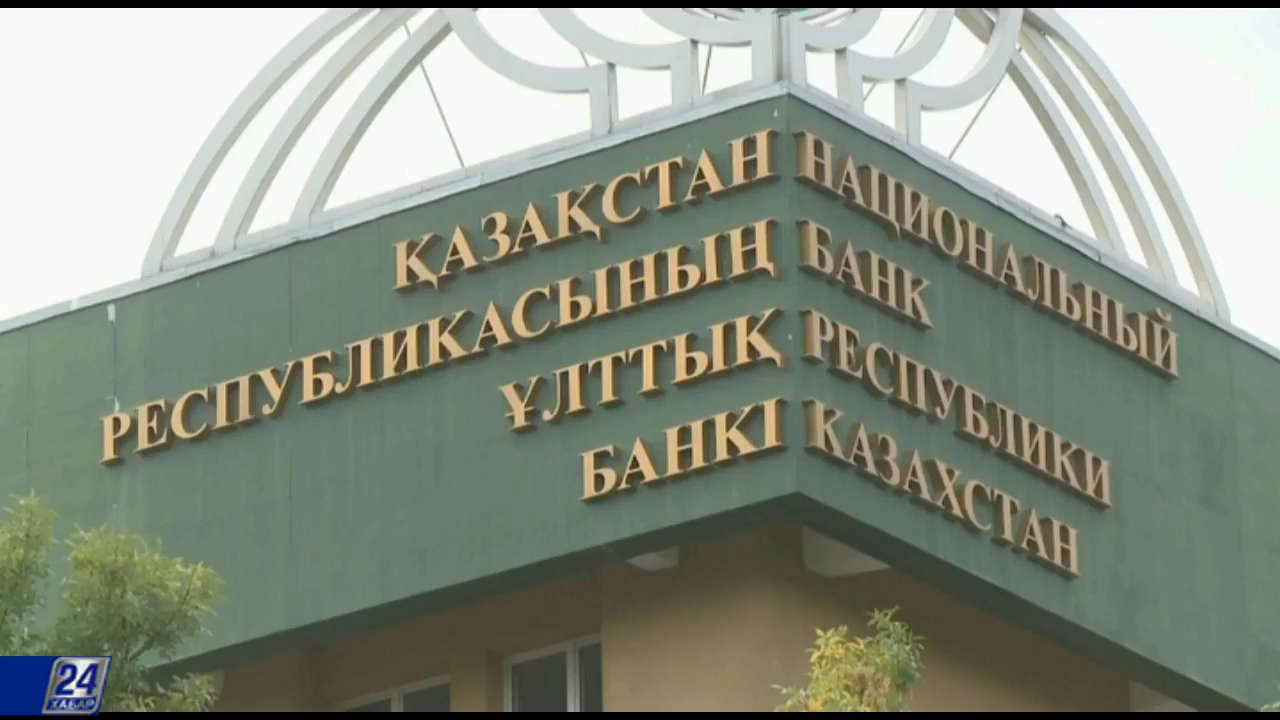 ҚАЗАҚСТАН
РЕСПУБЛИКАСЫНЫҢ
ҰЛТТЫҚ
БАНКІ
НАЦИОНАЛЬНЫЙ
БАНК
РЕСПУБЛИКИ
КАЗАХСТАН
24
ХАБАР